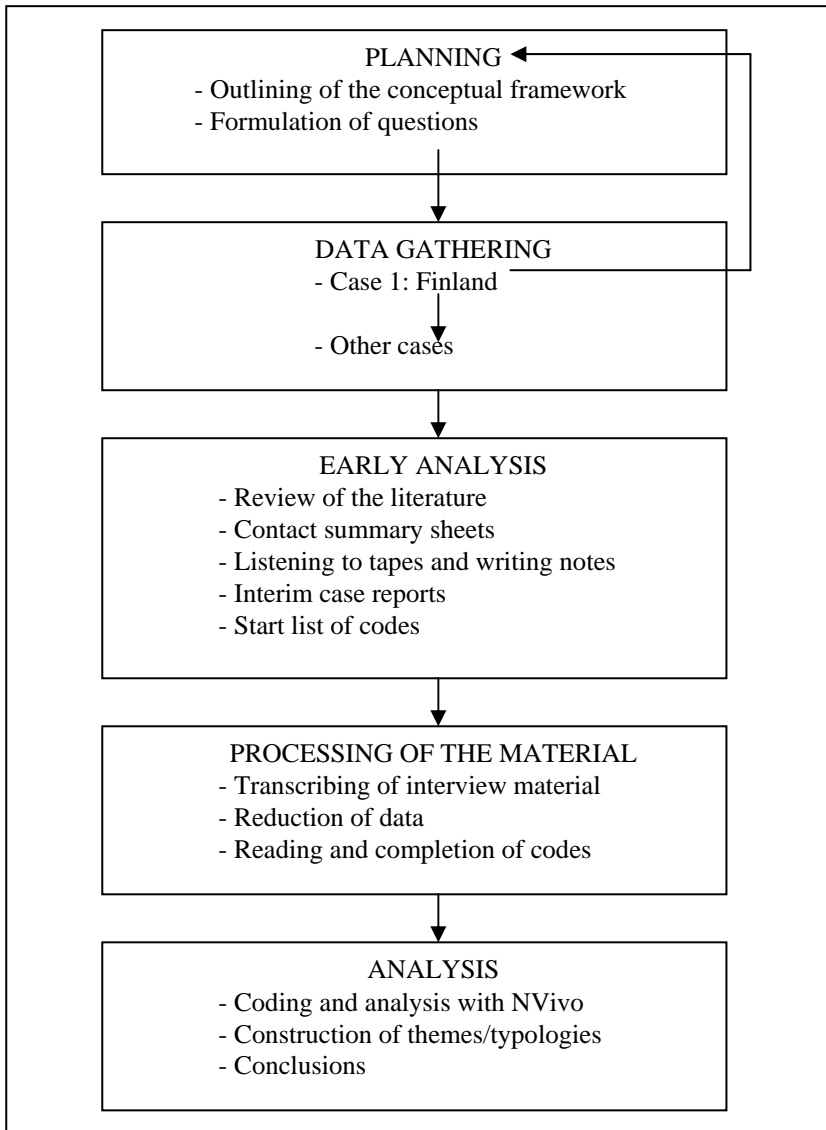 PLANNING
- Outlining of the conceptual framework
- Formulation of questions
DATA GATHERING
- Case 1: Finland
- Other cases
EARLY ANALYSIS
- Review of the literature
- Contact summary sheets
- Listening to tapes and writing notes
- Interim case reports
- Start list of codes
PROCESSING OF THE MATERIAL
- Transcribing of interview material
- Reduction of data
- Reading and completion of codes
ANALYSIS
- Coding and analysis with NVivo
- Construction of themes/typologies
- Conclusions